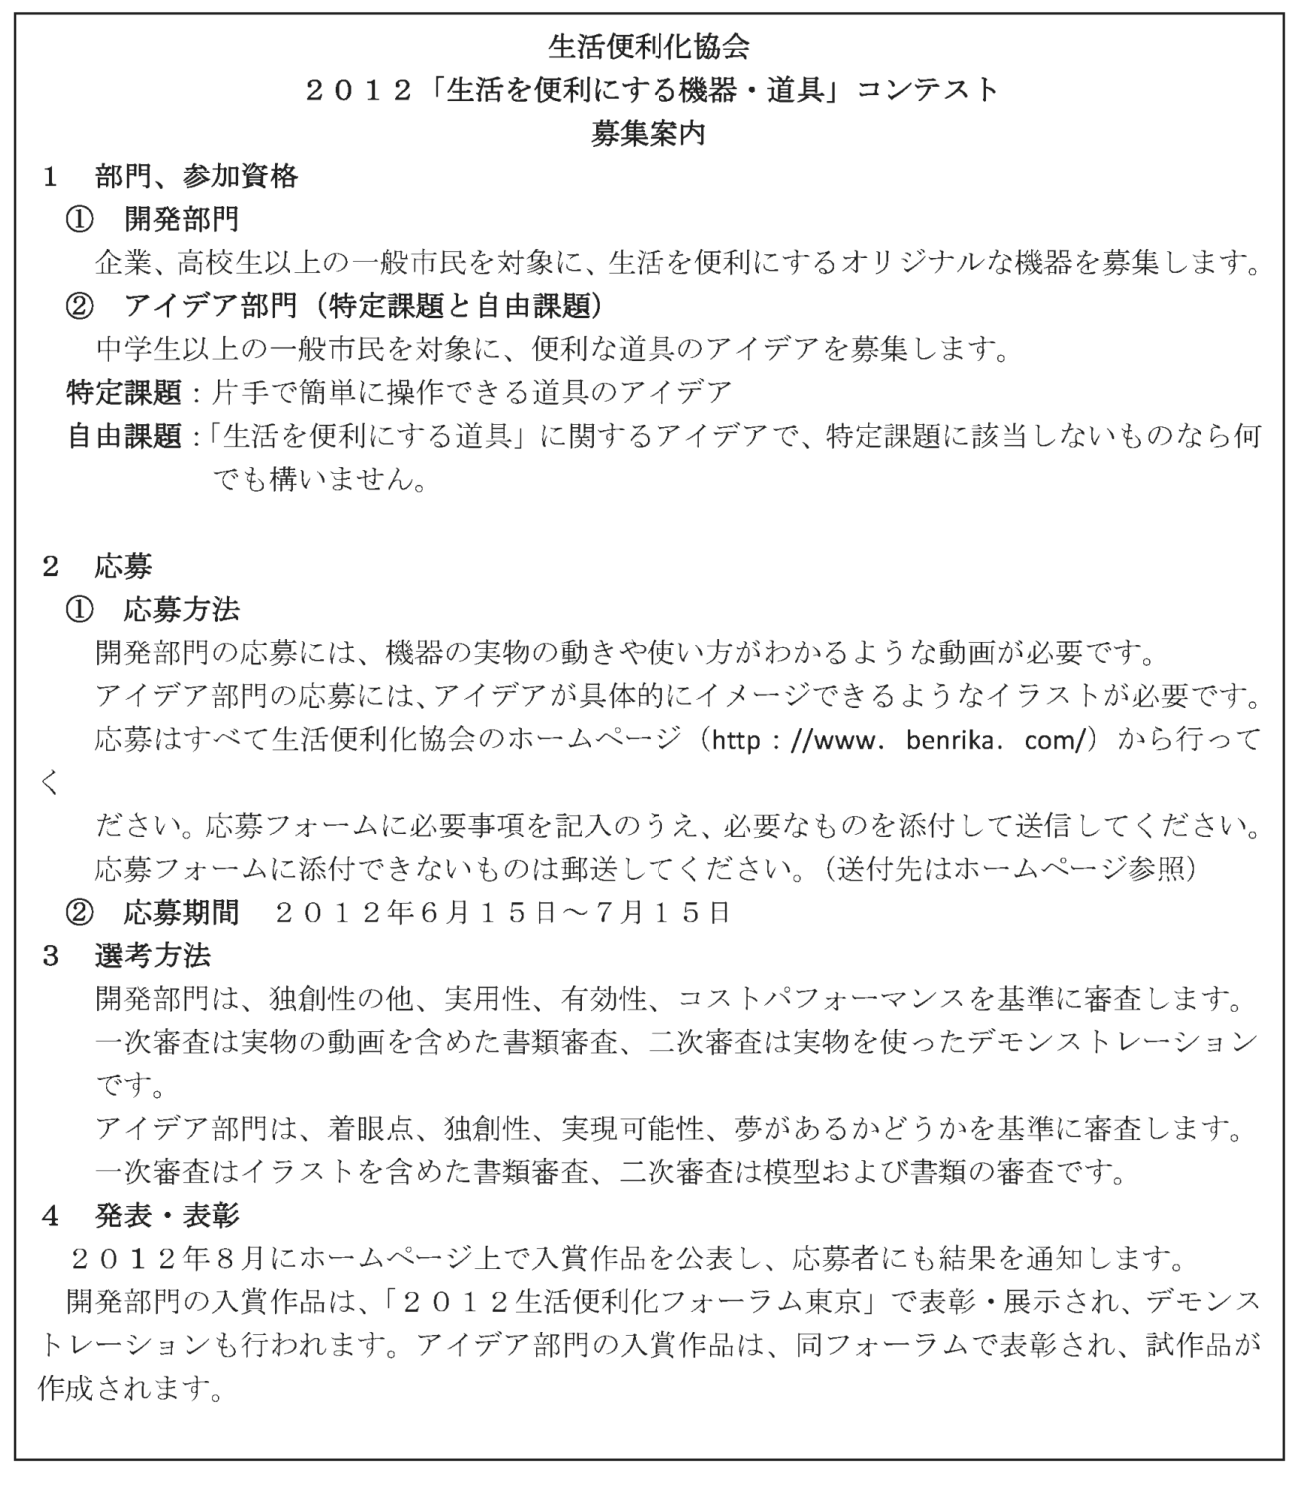 生活便利化協会
２０１２「生活を便利にする機器・道具」コンテスト
募集案内
１　部門、参加資格
①　開発部門
企業、高校生以上の一般市民を対象に、生活を便利にするオリジナルな機器を募集します。
②　アイデア部門（特定課題と自由課題）
中学生以上の一般市民を対象に、便利な道具のアイデアを募集します。
特定課題：片手で簡単に操作できる道具のアイデア
自由課題：「生活を便利にする道具」に関するアイデアで、特定課題に該当しないものなら何
でも構いません。
２　応募
①　応募方法
開発部門の応募には、機器の実物の動きや使い方がわかるような動画が必要です。
アイデア部門の応募には、アイデアが具体的にイメージできるようなイラストが必要です。
応募はすべて生活便利化協会のホームページ（http：//www．benrika．com/）から行って
く
ださい。応募フォームに必要事項を記入のうえ、必要なものを添付して送信してください。
応募フォームに添付できないものは郵送してください。（送付先はホームページ参照）
②　応募期間　２０１２年６月１５日～７月１５日
３　選考方法
開発部門は、独創性の他、実用性、有効性、コストパフォーマンスを基準に審査します。
一次審査は実物の動画を含めた書類審査、二次審査は実物を使ったデモンストレーション
です。
アイデア部門は、着眼点、独創性、実現可能性、夢があるかどうかを基準に審査します。
一次審査はイラストを含めた書類審査、二次審査は模型および書類の審査です。
４　発表・表彰
２０１２年８月にホームページ上で入賞作品を公表し、応募者にも結果を通知します。
開発部門の入賞作品は、「２０１２生活便利化フォーラム東京」で表彰・展示され、デモンス
トレーションも行われます。アイデア部門の入賞作品は、同フォーラムで表彰され、試作品が
作成されます。